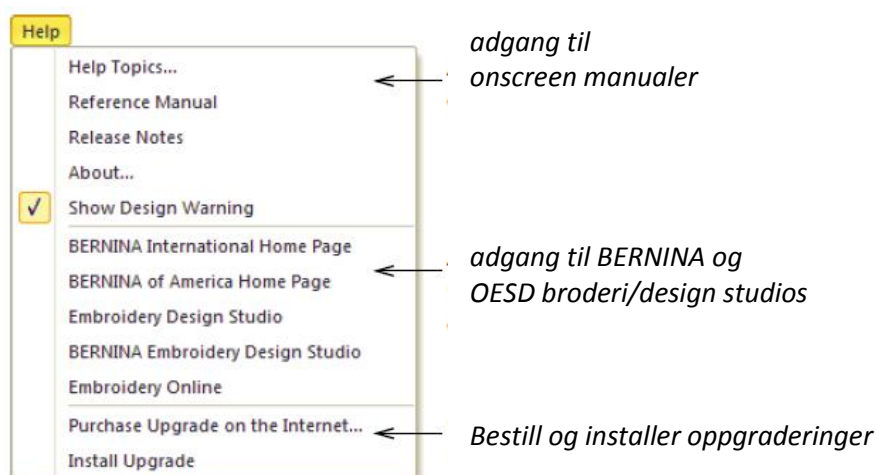 Help
Help Topics...
Reference Manual
Release Notes
About...
Show Design Warning
BERNINA International Home Page
BERNINA of America Home Page
Embroidery Design Studio
BERNINA Embroidery Design Studio
Embroidery Online
Purchase Upgrade on the Internet...
Install Upgrade
adgang til
onscreen manualer
adgang til BERNINA og
OESD broderi/design studios
Bestill og installer oppgraderinger